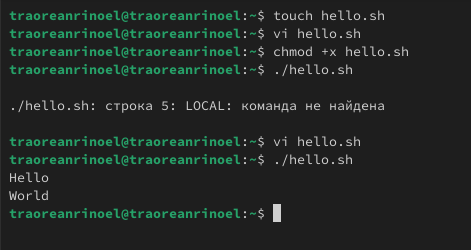 traoreanrinoel@traoreanrinoel:~$ touch hello.sh
traoreanrinoel@traoreanrinoel:~$ vi hello.sh
traoreanrinoel@traoreanrinoel:~$ chmod +x hello.sh
traoreanrinoel@traoreanrinoel:~$ ./hello.sh
./hello.sh: строка 5: LOCAL: команда не найдена
traoreanrinoel@traoreanrinoel:~$ vi hello.sh
traoreanrinoel@traoreanrinoel:~$ ./hello.sh
Hello
World
traoreanrinoel@traoreanrinoel:~$